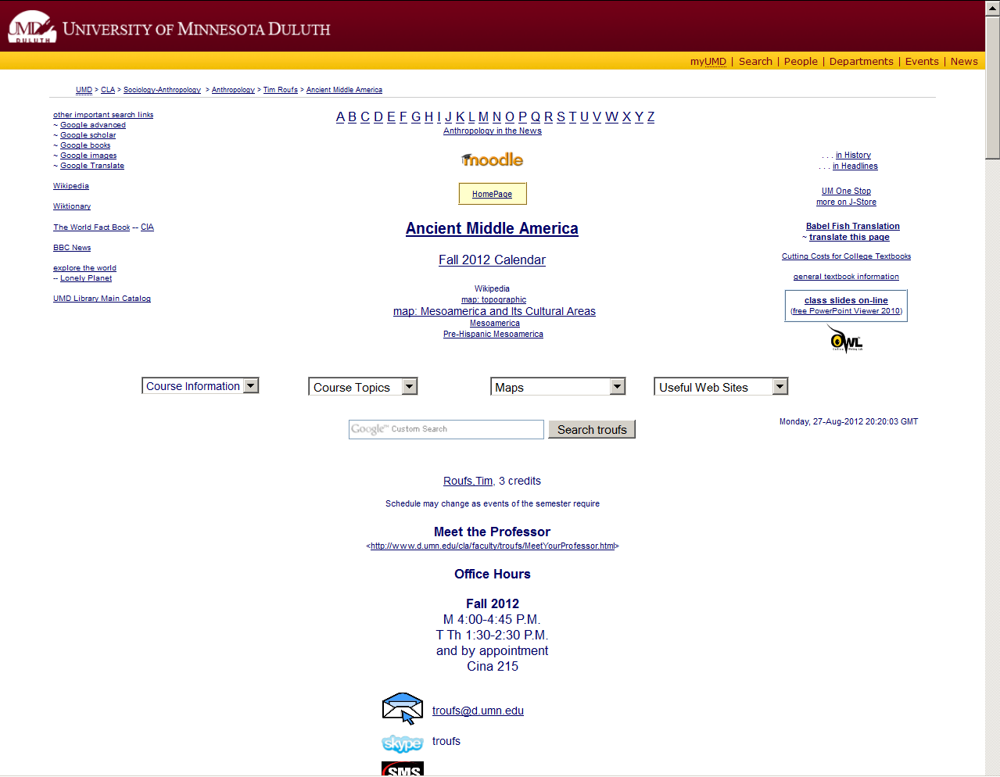 UMD
DULUTH
UNIVERSITY OF MINNESOTA DULUTH
myUMD | Search | People | Departments | Events | News
UMD > CLA > Sociology-Anthropology > Anthropology > Tim Roufs > Ancient Middle America
other important search links
~ Google advanced
~ Google scholar
~ Google books
~ Google images
~ Google Translate
Wikipedia
Wiktionary
The World Fact Book -- CIA
BBC News
explore the world
-- Lonely Planet
UMD Library Main Catalog
A B C D E F G H I J K L M N O P Q R S T U V W X Y Z
Anthropology in the News
moodle
HomePage
Ancient Middle America
Fall 2012 Calendar
Wikipedia
map: topographic
map: Mesoamerica and Its Cultural Areas
Mesoamerica
Pre-Hispanic Mesoamerica
. . . in History
. . . in Headlines
UM One Stop
more on J-Store
Babel Fish Translation
~ translate this page
Cutting Costs for College Textbooks
general textbook information
class slides on-line
(free PowerPoint Viewer 2010)
OWL
Course Information
Course Topics
Maps
Useful Web Sites
Google™ Custom Search
Search troufs
Monday, 27-Aug-2012 20:20:03 GMT
Roufs,Tim, 3 credits
Schedule may change as events of the semester require
Meet the Professor
<http://www.d.umn.edu/cla/faculty/troufs/MeetYourProfessor.html>
Office Hours
Fall 2012
M 4:00-4:45 P.M.
T Th 1:30-2:30 P.M.
and by appointment
Cina 215
troufs@d.umn.edu
skype troufs
SMS